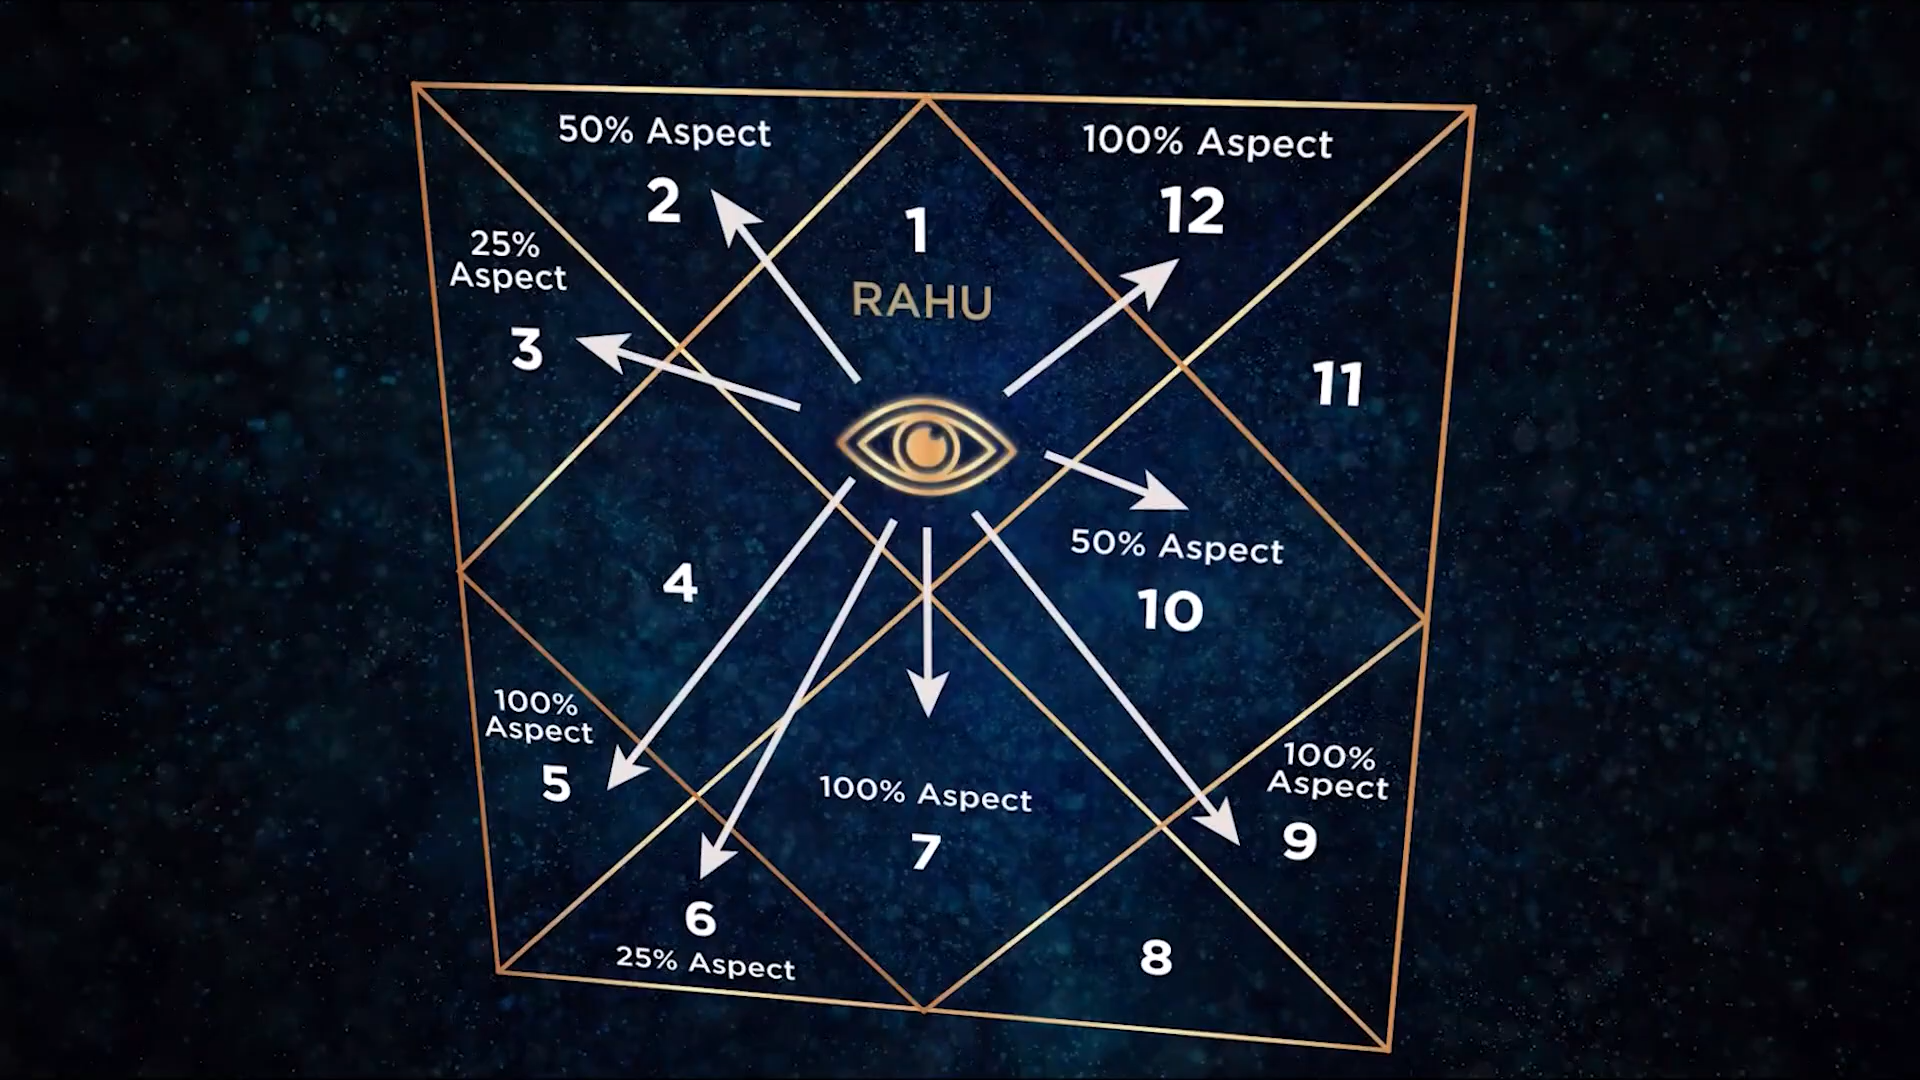 50% Aspect
2
1
RAHU
100% Aspect
12
25%
Aspect
3
11
4
50% Aspect
10
100%
Aspect
5
100% Aspect
7
100%
Aspect
9
6
25% Aspect
8